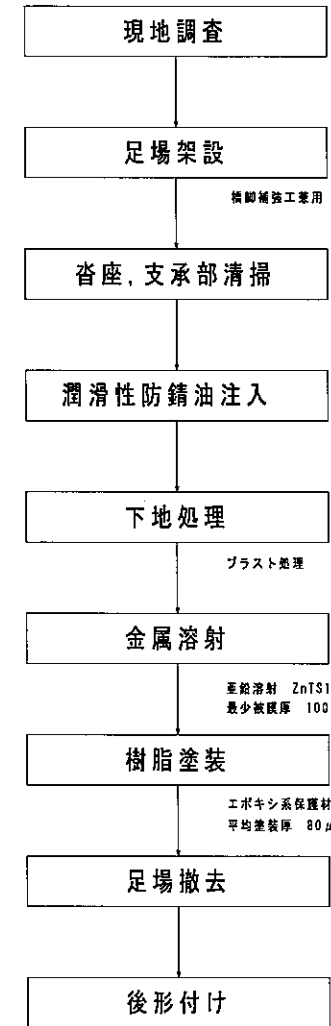 現地調査
足場架設
橋脚補強工兼用
沓座,支承部清掃
潤滑性防錆油注入
下地処理
ブラスト処理
金属溶射
亜鉛溶射 ZnTS1
最少被膜厚 100
樹脂塗装
エポキシ系保護材
平均塗装厚 80μ
足場撤去
後形付け